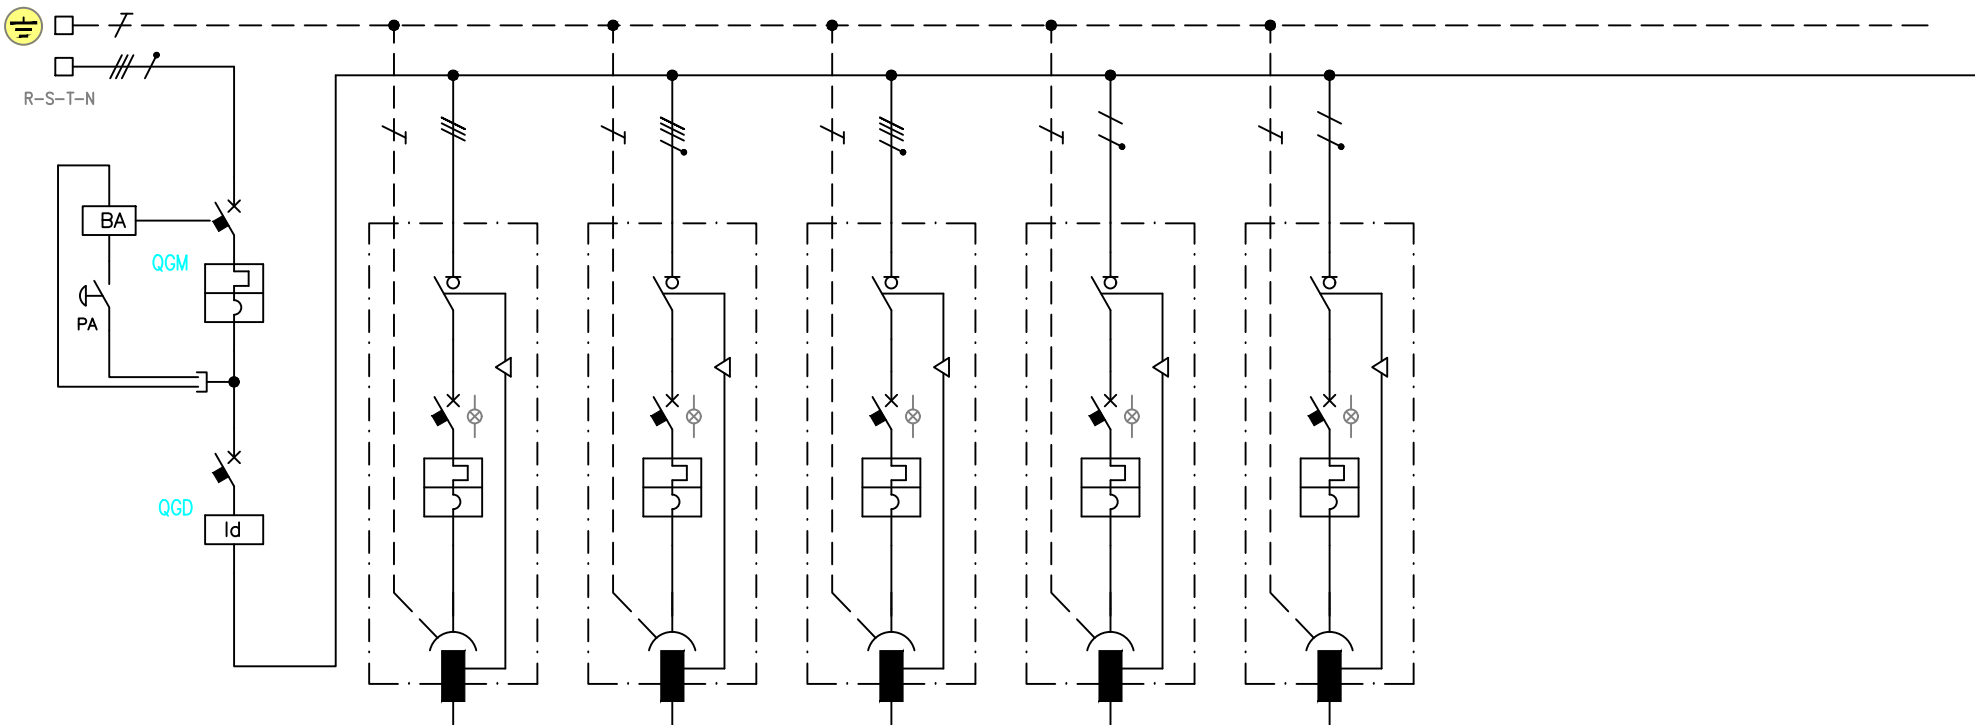 R-S-T-N
BA
QGM
PA
QGD
Id